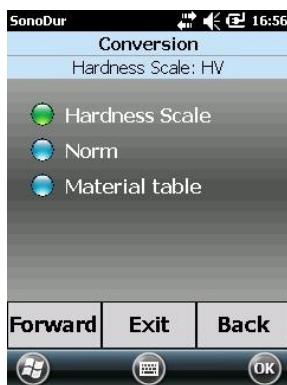 SonoDur 16:56
Conversion
Hardness Scale: HV
Hardness Scale
Norm
Material table
Forward Exit Back
OK